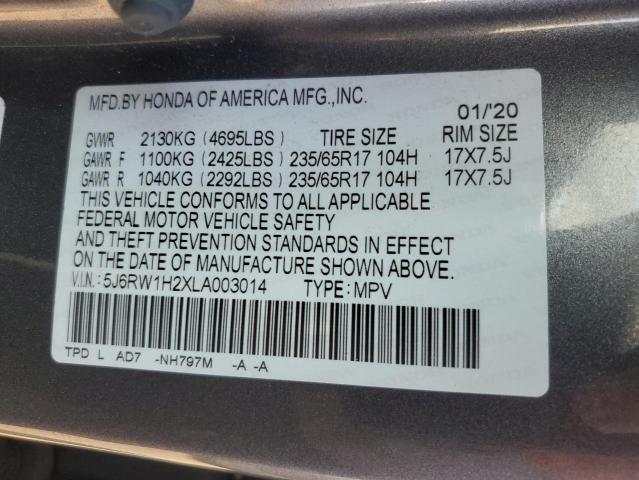 MFD.BY HONDA OF AMERICA MFG.,INC.
01/'20
GVWR 2130KG (4695LBS) TIRE SIZE RIM SIZE
GAWR F 1100KG (2425LBS) 235/65R17 104H 17X7.5J
GAWR R 1040KG (2292LBS) 235/65R17 104H 17X7.5J
THIS VEHICLE CONFORMS TO ALL APPLICABLE
FEDERAL MOTOR VEHICLE SAFETY
AND THEFT PREVENTION STANDARDS IN EFFECT
ON THE DATE OF MANUFACTURE SHOWN ABOVE.
V.I.N.:5J6RW1H2XLA003014 TYPE:MPV
TPD L AD7 -NH797M -A -A